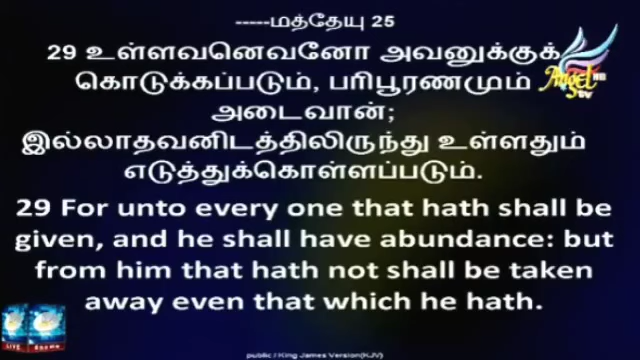 -----மத்தேயு 25
29 உள்ளவனெவனோ அவனுக்குக்
கொடுக்கப்படும், பரிபூரணமும்
அடைவான்;
இல்லாதவனிடத்திலிருந்து உள்ளதும்
எடுத்துக்கொள்ளப்படும்.
Angel
TV
29 For unto every one that hath shall be
given, and he shall have abundance: but
from him that hath not shall be taken
away even that which he hath.
LIVE
public / King James Version(KJV)